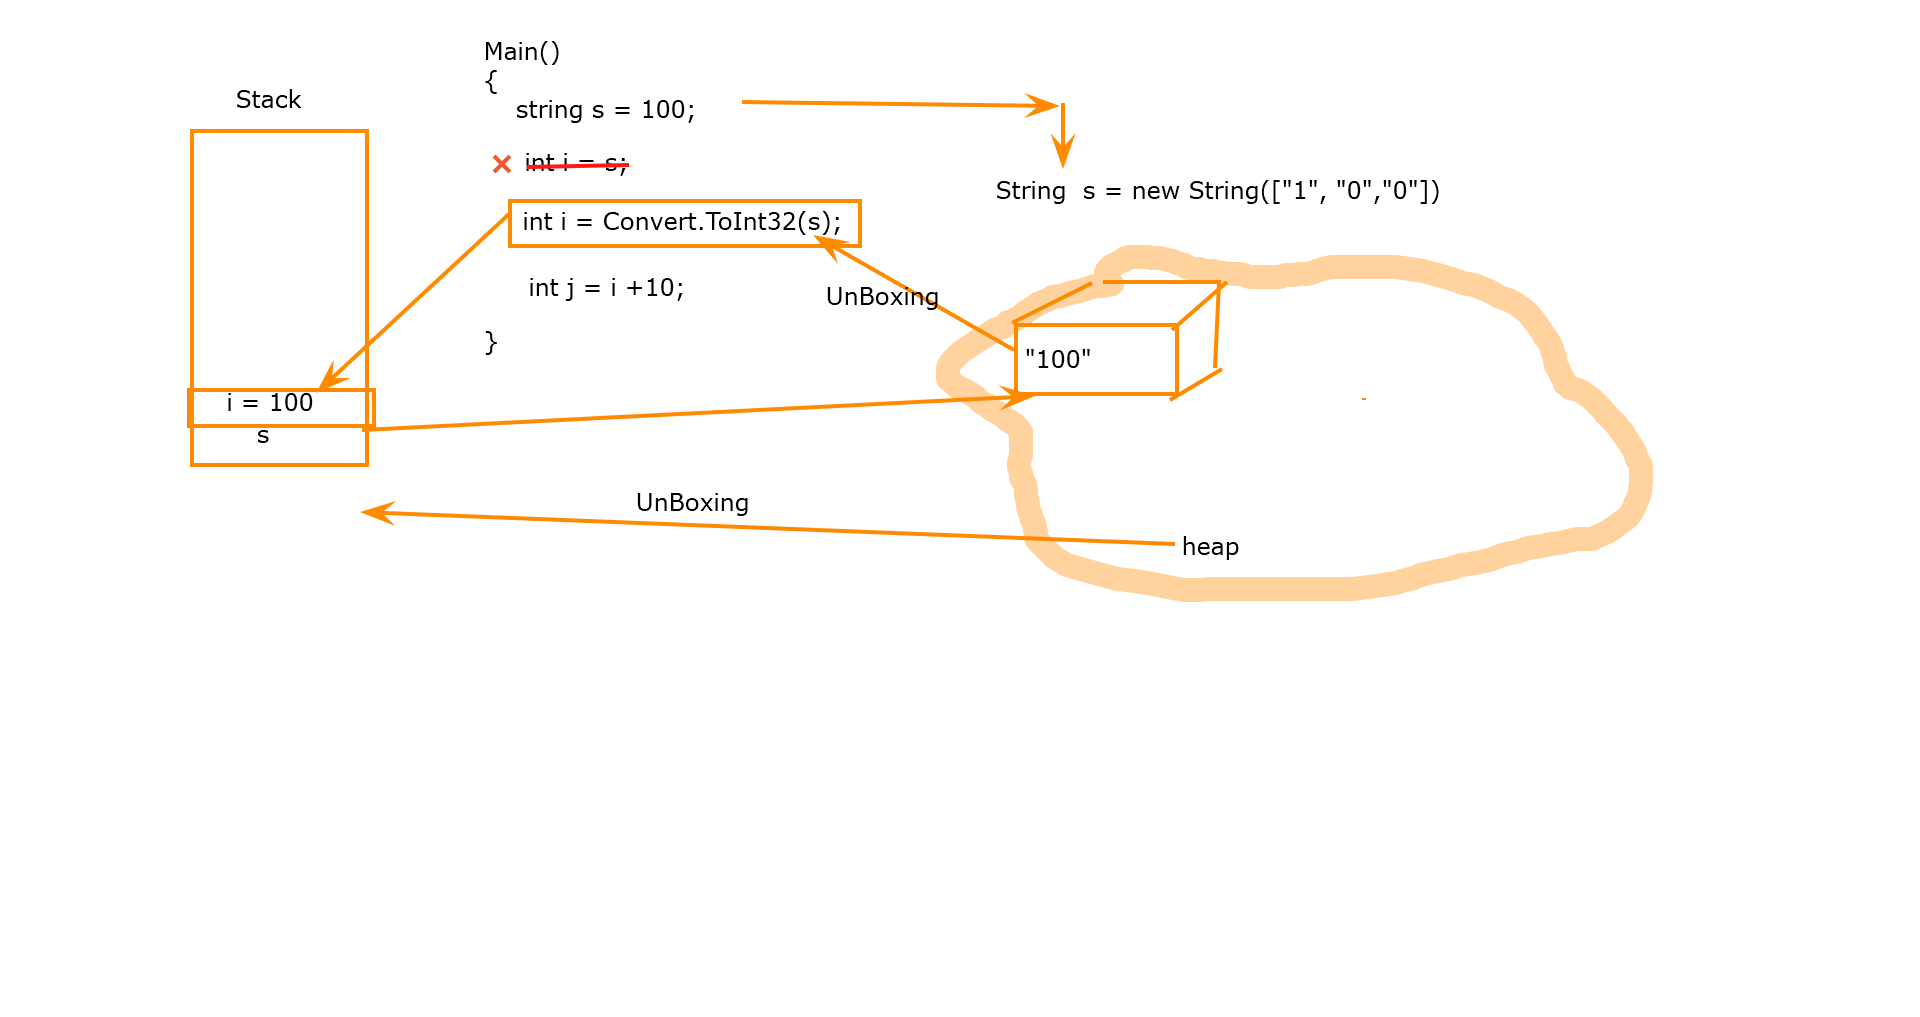 Main()
{
string s = 100;
int i = s;
int i = Convert.ToInt32(s);
int j = i +10;
}
Stack
i = 100
s
String  s = new String(["1", "0","0"])
UnBoxing
"100"
UnBoxing
heap